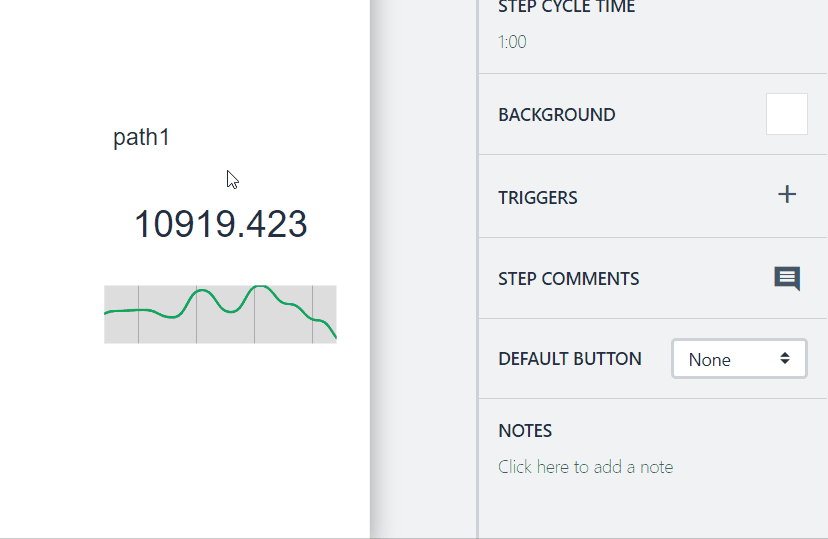 STEP CYCLE TIME
1:00
BACKGROUND
path1
TRIGGERS
10919.423
STEP COMMENTS
DEFAULT BUTTON None
NOTES
Click here to add a note